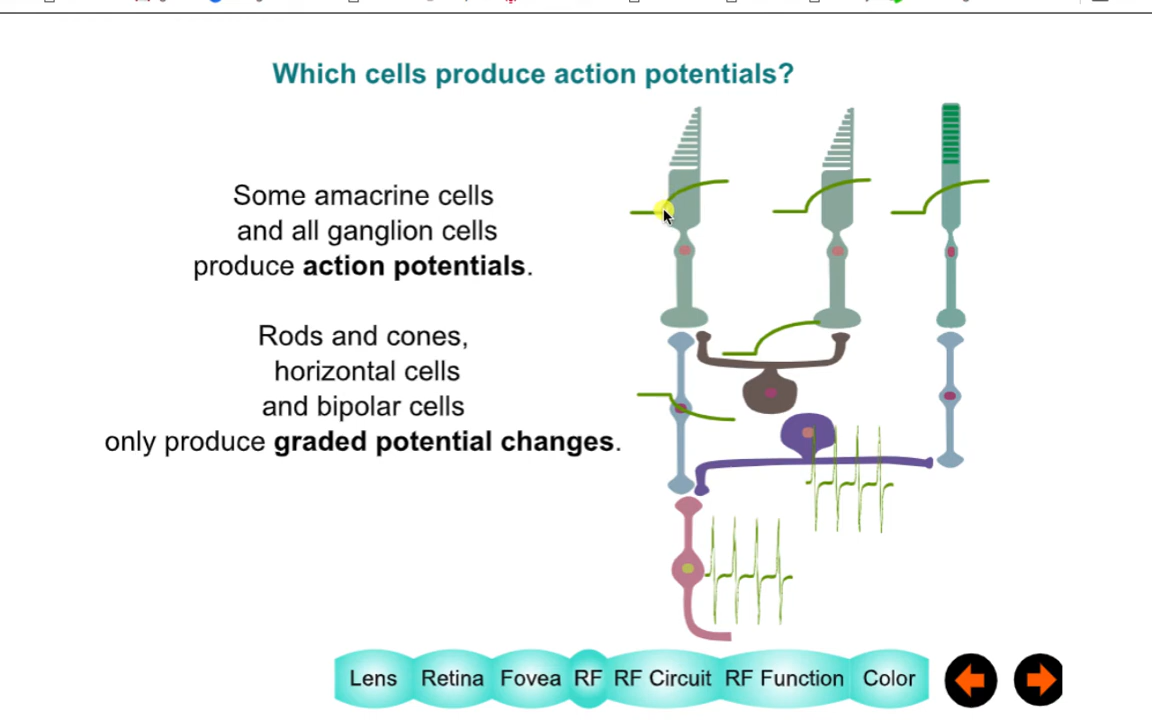 Which cells produce action potentials?
Some amacrine cells
and all ganglion cells
produce action potentials.
Rods and cones,
horizontal cells
and bipolar cells
only produce graded potential changes.
Lens Retina Fovea RF RF Circuit RF Function Color